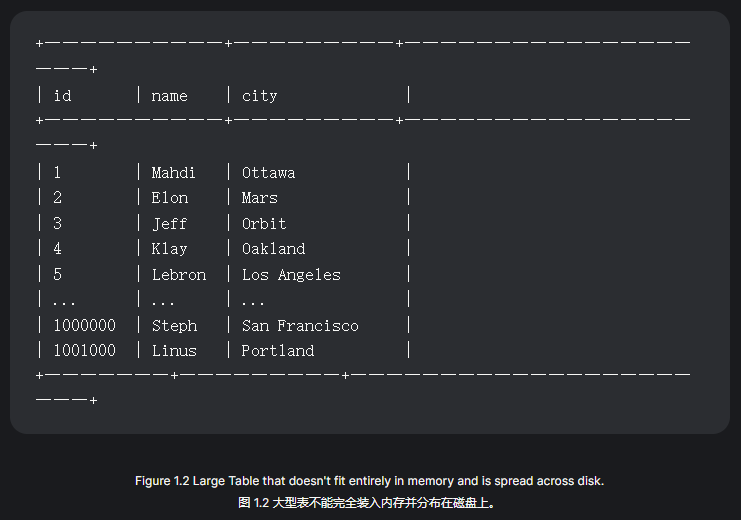 +——————————+—————————+————————————————
———+
| id | name | city |
+——————————+—————————+————————————————
———+
| 1 | Mahdi | Ottawa |
| 2 | Elon | Mars |
| 3 | Jeff | Orbit |
| 4 | Klay | Oakland |
| 5 | Lebron | Los Angeles |
| ... | ... | ... |
| 1000000 | Steph | San Francisco |
| 1001000 | Linus | Portland |
+———————+—————————+———————————————————
———+
Figure 1.2 Large Table that doesn't fit entirely in memory and is spread across disk.
图 1.2 大型表不能完全装入内存并分布在磁盘上。